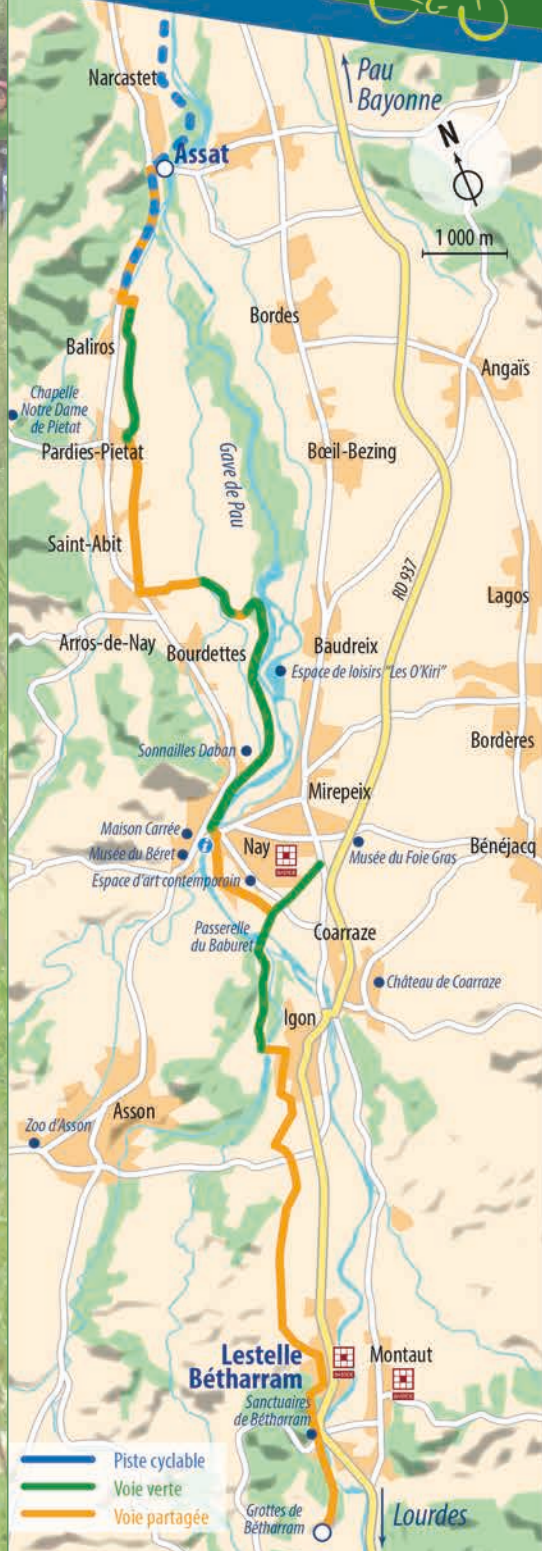 Narcastet
Pau
Bayonne
N
Assat
1 000 m
Bordes
Baliros
Angaïs
Chapelle
Notre Dame
de Pietat
Pardies-Pietat
Gave de Pau
Bœil-Bezing
Saint-Abit
RD 937
Lagos
Arros-de-Nay
Bourdettes
Baudreix
Espace de loisirs "Les O'Kiri"
Sonnailles Daban
Bordères
Mirepeix
Maison Carrée
i
Musée du Béret
Nay
Musée du Foie Gras
Bénéjacq
Espace d'art contemporain
Passerelle
du Baburet
Coarraze
Château de Coarraze
Igon
Asson
Zoo d'Asson
Lestelle
Bétharram
Montaut
Sanctuaires
de Bétharram
Piste cyclable
Voie verte
Voie partagée
Grottes de
Bétharram
Lourdes